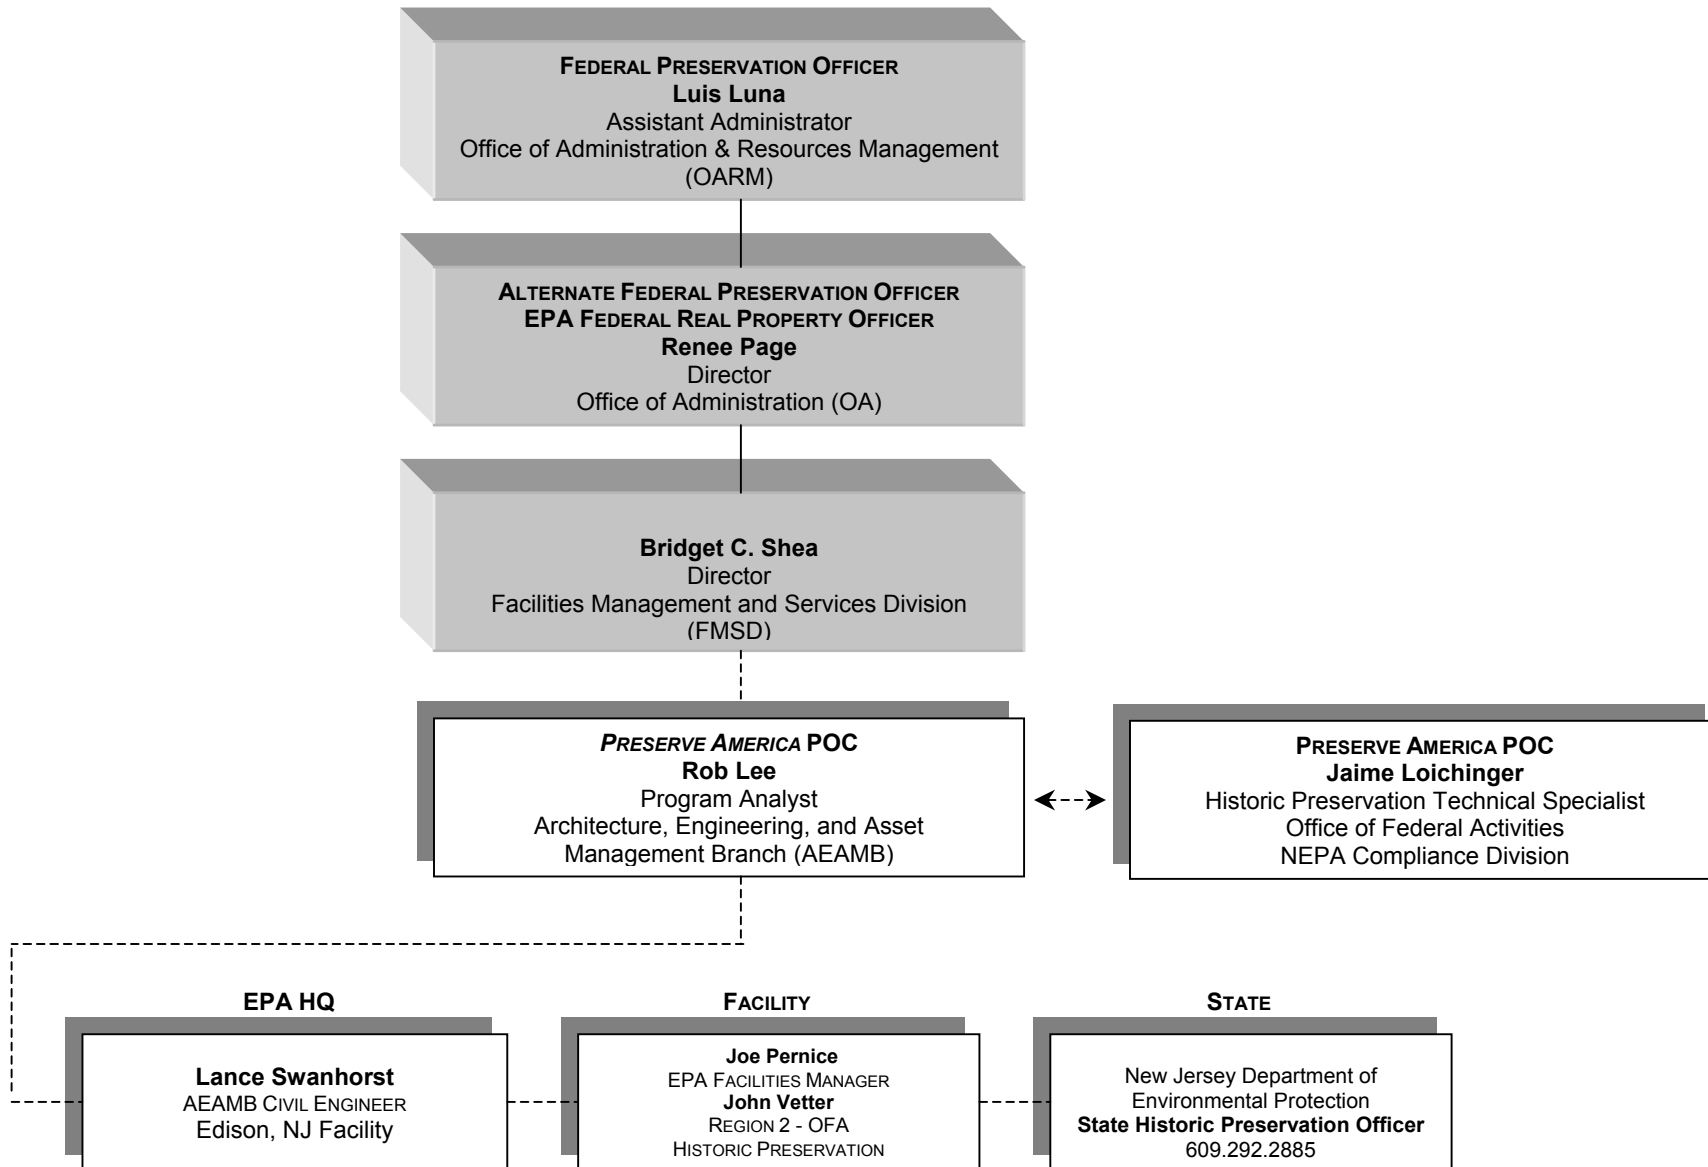 FEDERAL PRESERVATION OFFICER
Luis Luna
Assistant Administrator
Office of Administration & Resources Management
(OARM)
ALTERNATE FEDERAL PRESERVATION OFFICER
EPA FEDERAL REAL PROPERTY OFFICER
Renee Page
Director
Office of Administration (OA)
Bridget C. Shea
Director
Facilities Management and Services Division
(FMSD)
PRESERVE AMERICA POC
Rob Lee
Program Analyst
Architecture, Engineering, and Asset
Management Branch (AEAMB)
PRESERVE AMERICA POC
Jaime Loichinger
Historic Preservation Technical Specialist
Office of Federal Activities
NEPA Compliance Division
EPA HQ
Lance Swanhorst
AEAMB CIVIL ENGINEER
Edison, NJ Facility
FACILITY
Joe Pernice
EPA FACILITIES MANAGER
John Vetter
REGION 2 - OFA
HISTORIC PRESERVATION
STATE
New Jersey Department of
Environmental Protection
State Historic Preservation Officer
609.292.2885